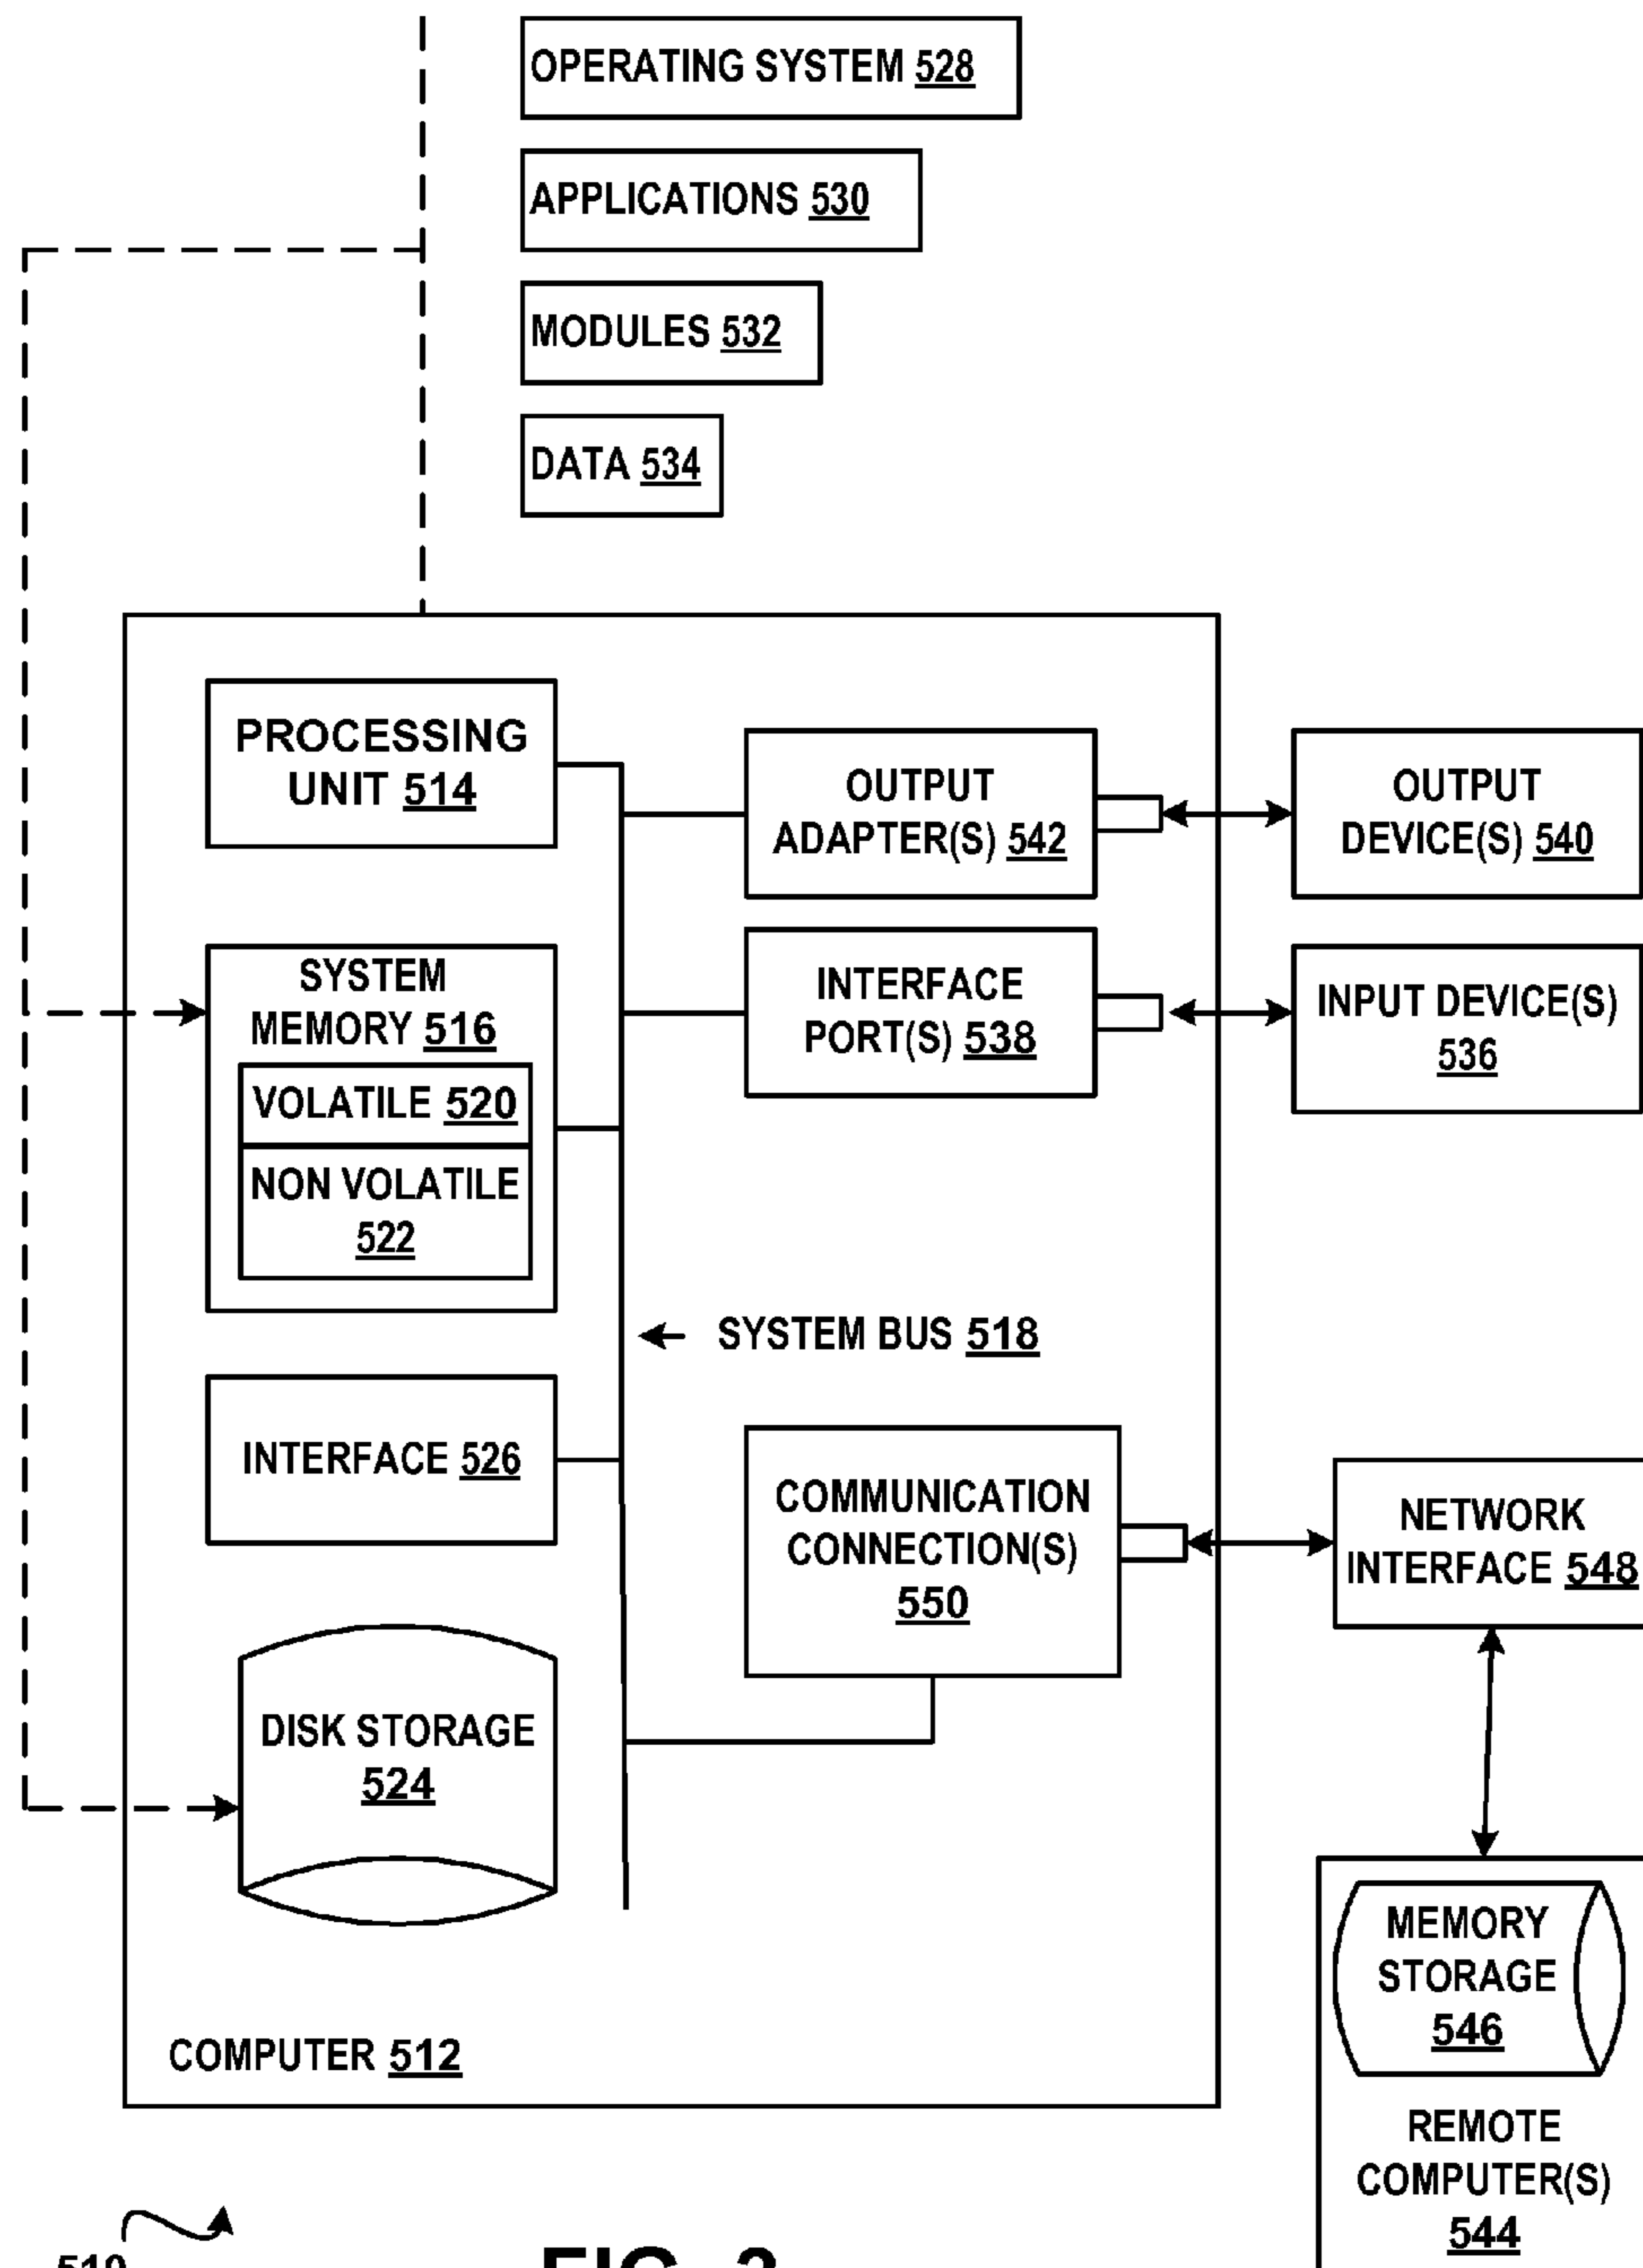 OPERATING SYSTEM 528
APPLICATIONS 530
MODULES 532
DATA 534
PROCESSING
UNIT 514
OUTPUT
ADAPTER(S) 542
OUTPUT
DEVICE(S) 540
SYSTEM
MEMORY 516
VOLATILE 520
NON VOLATILE
522
INTERFACE
PORT(S) 538
INPUT DEVICE(S)
536
SYSTEM BUS 518
INTERFACE 526
COMMUNICATION
CONNECTION(S)
550
NETWORK
INTERFACE 548
DISK STORAGE
524
MEMORY
STORAGE
546
COMPUTER 512
REMOTE
COMPUTER(S)
544